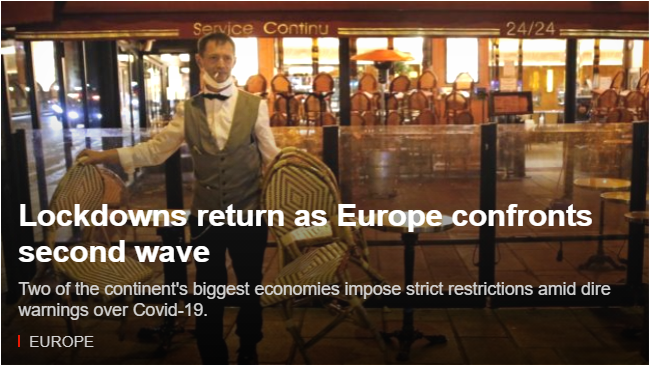 Service Continu 24/24
Lockdowns return as Europe confronts
second wave
Two of the continent's biggest economies impose strict restrictions amid dire
warnings over Covid-19.
EUROPE